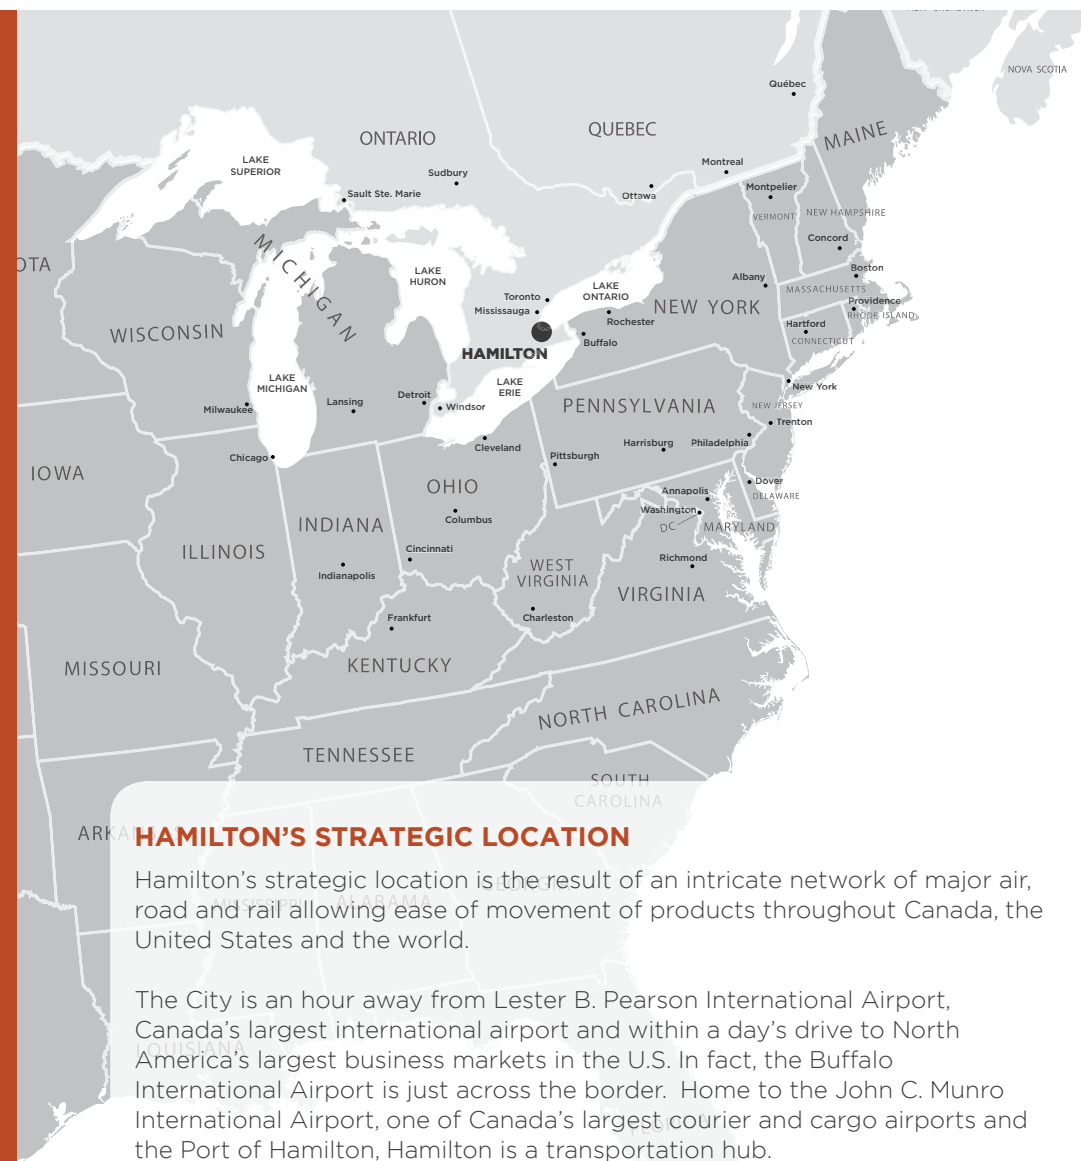 NOVA SCOTIA
Québec
QUEBEC
ONTARIO
MAINE
LAKE
SUPERIOR
Montreal
Sudbury
Sault Ste. Marie
Ottawa
Montpelier
VERMONT
NEW HAMPSHIRE
Concord
MICHIGAN
OTA
LAKE
HURON
Boston
Albany
MASSACHUSETTS
LAKE
ONTARIO
Toronto
Mississauga
NEW YORK
Providence
RHODE ISLAND
Rochester
Hartford
CONNECTICUT
WISCONSIN
Buffalo
HAMILTON
LAKE
MICHIGAN
LAKE
ERIE
New York
Detroit
Lansing
Windsor
Milwaukee
PENNSYLVANIA
NEW JERSEY
Trenton
Harrisburg
Philadelphia
Cleveland
Pittsburgh
Chicago
IOWA
OHIO
Dover
DELAWARE
Annapolis
Washington
DC
MARYLAND
Columbus
INDIANA
ILLINOIS
Cincinnati
Indianapolis
WEST
VIRGINIA
Richmond
VIRGINIA
Charleston
Frankfurt
KENTUCKY
MISSOURI
NORTH CAROLINA
TENNESSEE
SOUTH
CAROLINA
ARKANSAS
HAMILTON’S STRATEGIC LOCATION
Hamilton’s strategic location is the result of an intricate network of major air,
road and rail allowing ease of movement of products throughout Canada, the
United States and the world.
GEORGIA
MISSISSIPPI
ALABAMA
The City is an hour away from Lester B. Pearson International Airport,
Canada’s largest international airport and within a day’s drive to North
America’s largest business markets in the U.S. In fact, the Buffalo
International Airport is just across the border.  Home to the John C. Munro
International Airport, one of Canada’s largest courier and cargo airports and
the Port of Hamilton, Hamilton is a transportation hub.
LOUISIANA
FLORIDA